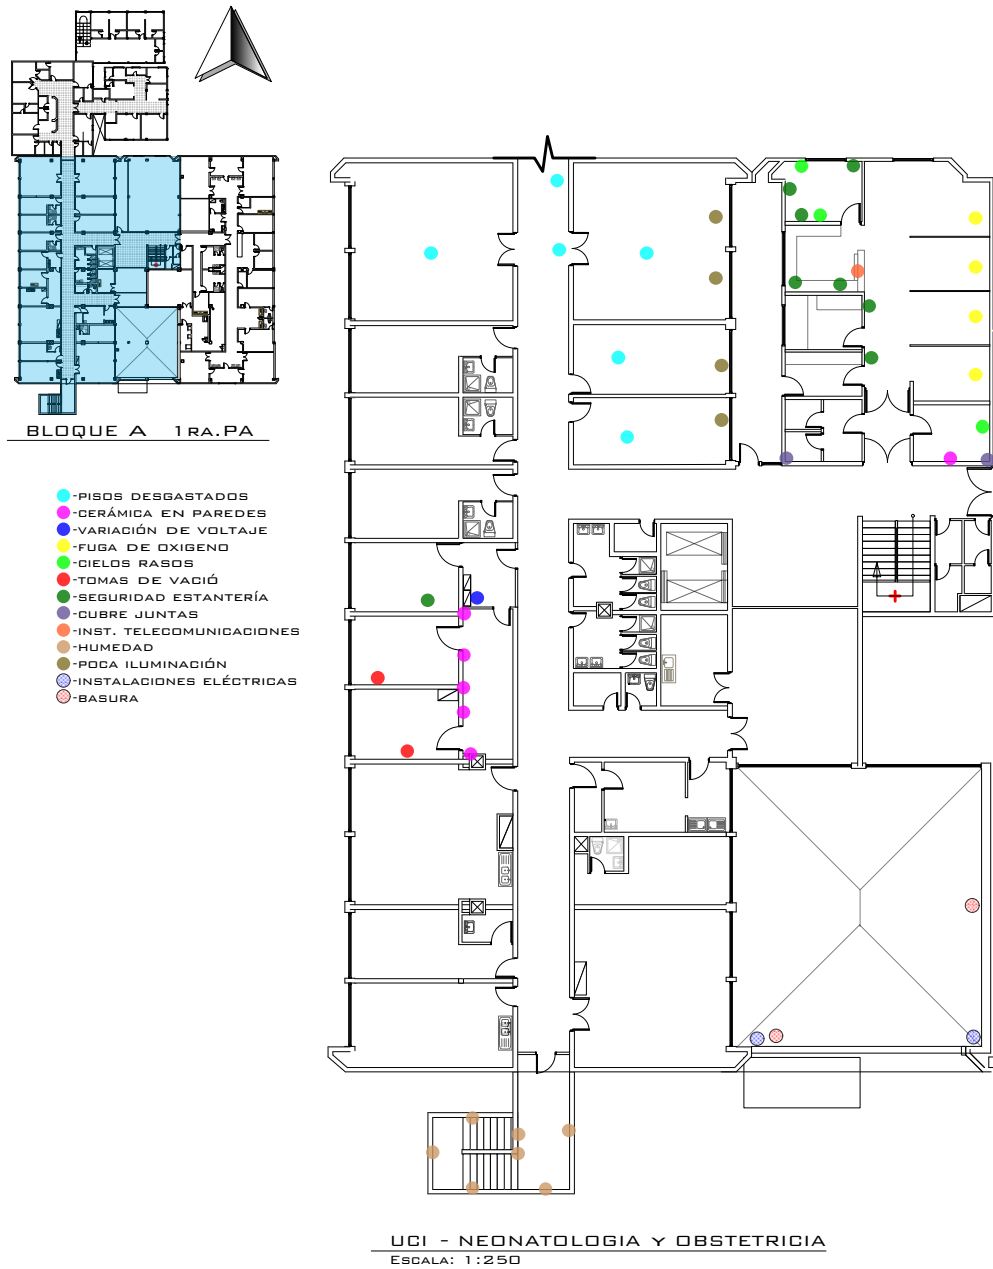 BLOQUE A 1RA.PA
-PISOS DESGASTADOS
-CERÁMICA EN PAREDES
-VARIACIÓN DE VOLTAJE
-FUGA DE OXIGENO
-CIELOS RASOS
-TOMAS DE VACIÓ
-SEGURIDAD ESTANTERÍA
-CUBRE JUNTAS
-INST. TELECOMUNICACIONES
-HUMEDAD
-POCA ILUMINACIÓN
-INSTALACIONES ELÉCTRICAS
-BASURA
UCI - NEONATOLOGIA Y OBSTETRICIA
ESCALA: 1:250